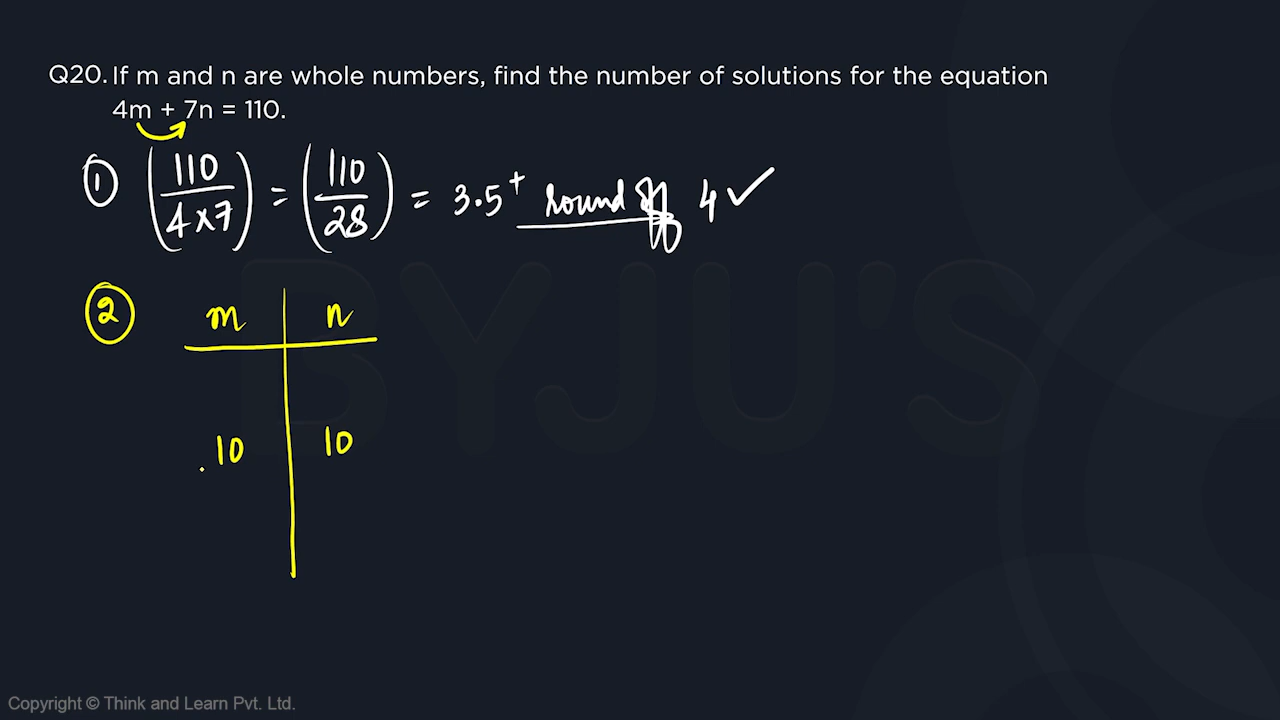 Q20. If m and n are whole numbers, find the number of solutions for the equation
4m + 7n = 110.
① (110/4×7) = (110/28) = 3.5+ round off 4 ✓
② m | n
10 | 10
BYJU'S
Copyright © Think and Learn Pvt. Ltd.